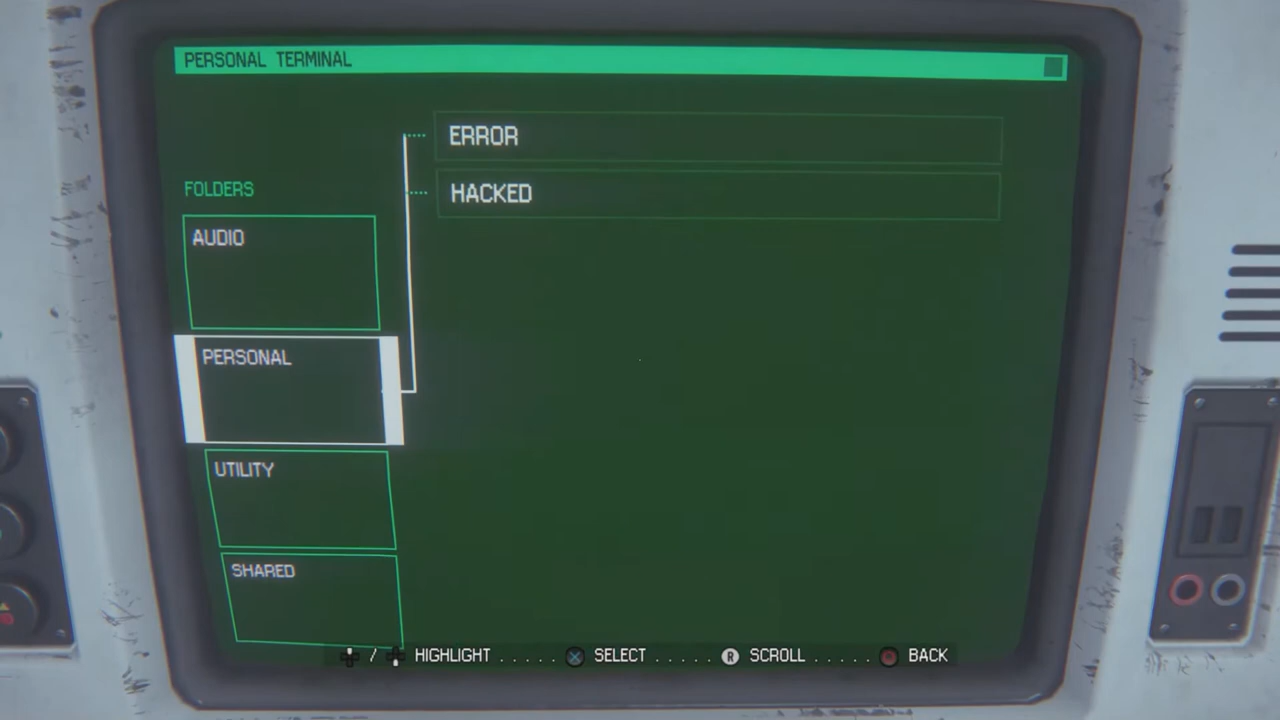 PERSONAL TERMINAL
ERROR
HACKED
FOLDERS
AUDIO
PERSONAL
UTILITY
SHARED
/ HIGHLIGHT ..... SELECT ..... R SCROLL ..... BACK